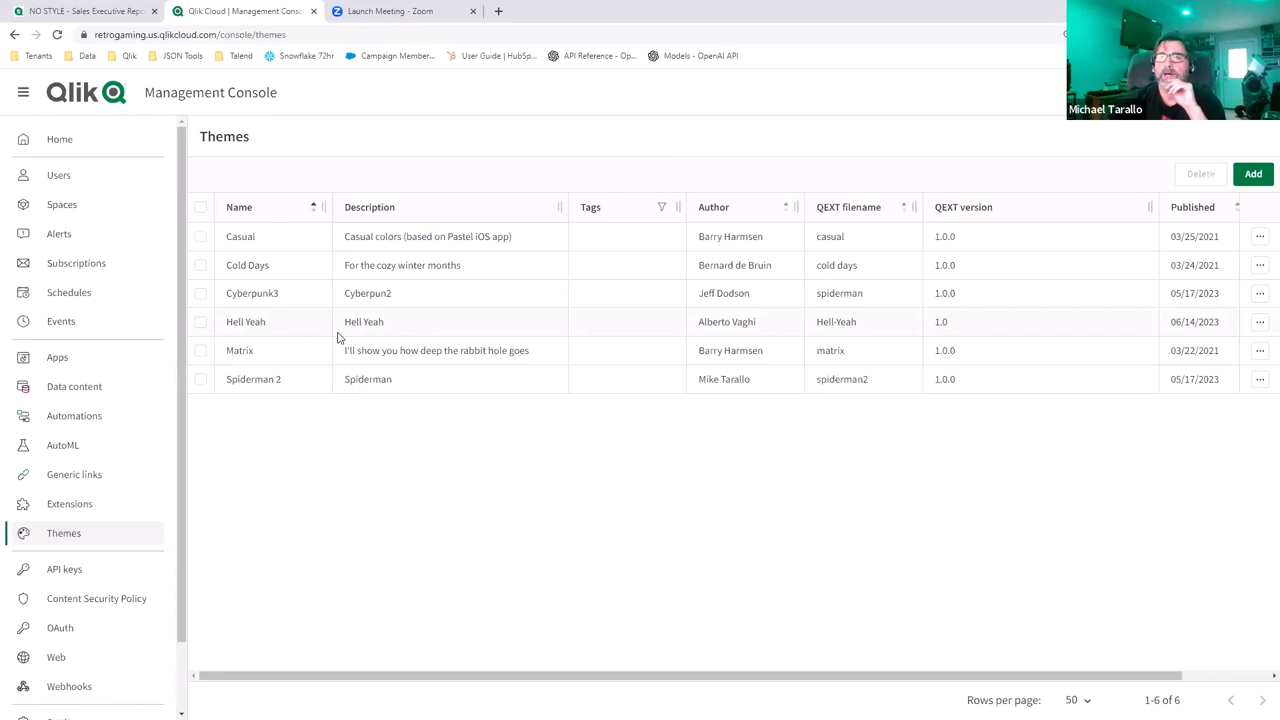 NO STYLE - Sales Executive Repo
Qlik Cloud | Management Conso
Launch Meeting - Zoom
retrogaming.us.qlikcloud.com/console/themes
Tenants
Data
Qlik
JSON Tools
Talend
Snowflake 72hr
Campaign Member...
User Guide | HubSp...
API Reference - Op...
Models - OpenAI API
Michael Tarallo
Qlik
Management Console
Home
Users
Spaces
Alerts
Subscriptions
Schedules
Events
Apps
Data content
Automations
AutoML
Generic links
Extensions
Themes
API keys
Content Security Policy
OAuth
Web
Webhooks
Themes
Delete
Add
Name Description Tags Author QEXT filename QEXT version Published
Casual Casual colors (based on Pastel iOS app) Barry Harmsen casual 1.0.0 03/25/2021
Cold Days For the cozy winter months Bernard de Bruin cold days 1.0.0 03/24/2021
Cyberpunk3 Cyberpun2 Jeff Dodson spiderman 1.0.0 05/17/2023
Hell Yeah Hell Yeah Alberto Vaghi Hell-Yeah 1.0 06/14/2023
Matrix I'll show you how deep the rabbit hole goes Barry Harmsen matrix 1.0.0 03/22/2021
Spiderman 2 Spiderman Mike Tarallo spiderman2 1.0.0 05/17/2023
Rows per page: 50 1-6 of 6